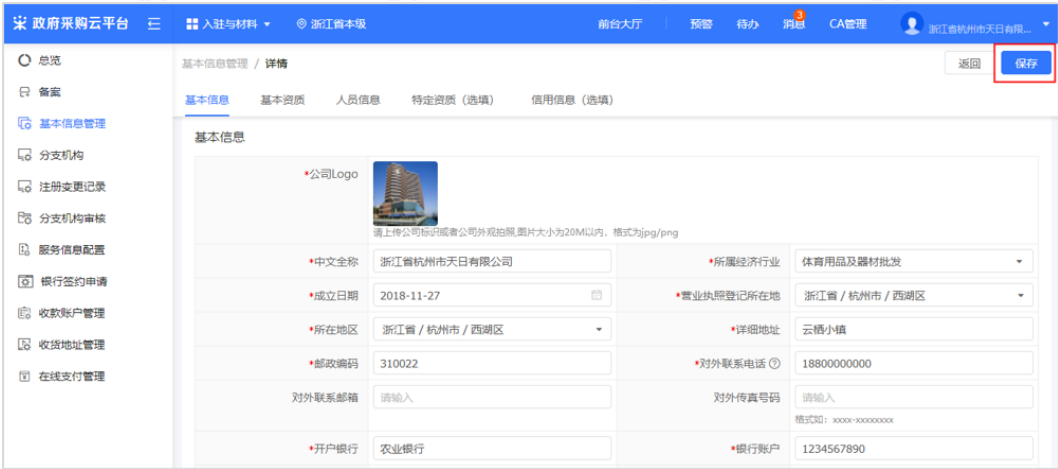 政府采购云平台 入驻与材料 浙江省本级 前台大厅 预警 待办 消息 3 CA管理 浙江省杭州市天日有限...
总览
备案
基本信息管理
分支机构
注册变更记录
分支机构审核
服务信息配置
银行签约申请
收款账户管理
收货地址管理
在线支付管理
基本信息管理 / 详情 返回 保存
基本信息 基本资质 人员信息 特定资质（选填） 信用信息（选填）
基本信息
*公司Logo
请上传公司标识或者公司外观拍照,图片大小为20M以内，格式为jpg/png
*中文全称 浙江省杭州市天日有限公司 *所属经济行业 体育用品及器材批发
*成立日期 2018-11-27 *营业执照登记所在地 浙江省 / 杭州市 / 西湖区
*所在地区 浙江省 / 杭州市 / 西湖区 *详细地址 云栖小镇
*邮政编码 310022 *对外联系电话 ? 18800000000
对外联系邮箱 请输入 对外传真号码 请输入
格式如：xxxx-xxxxxxxx
*开户银行 农业银行 *银行账户 1234567890